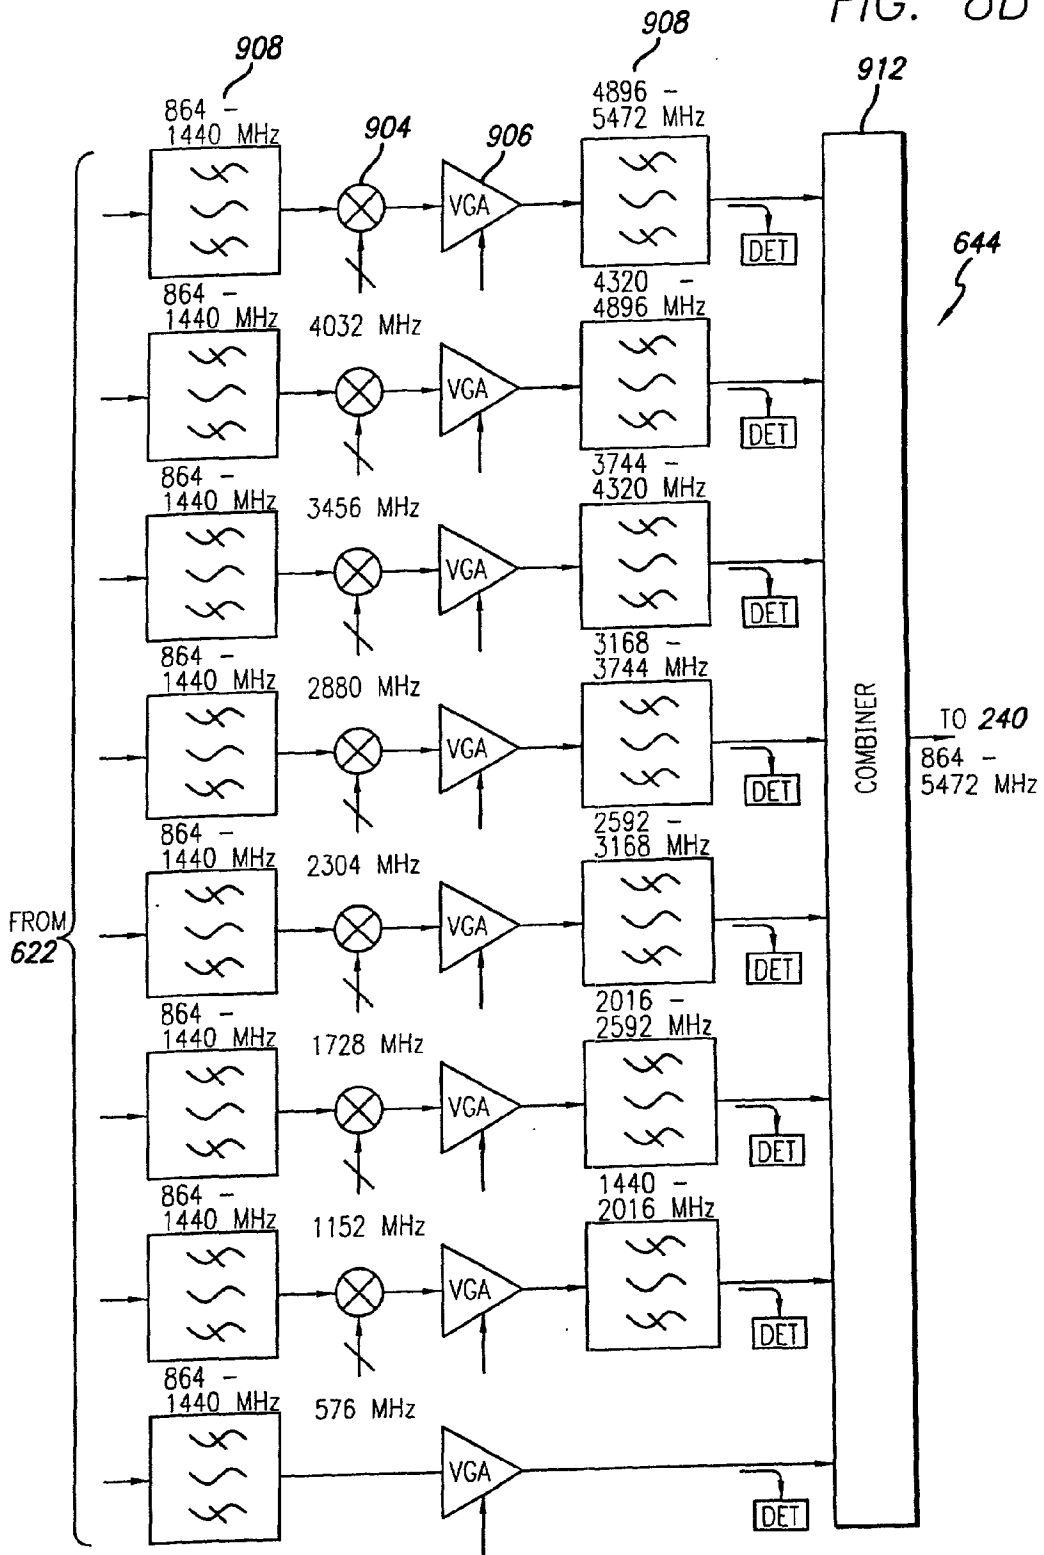 FIG. 8b
908
908
912
864 -
1440 MHz
904
906
4896 -
5472 MHz
VGA
DET
644
864 -
1440 MHz
4032 MHz
4320 -
4896 MHz
VGA
DET
864 -
1440 MHz
3456 MHz
3744 -
4320 MHz
VGA
DET
864 -
1440 MHz
2880 MHz
3168 -
3744 MHz
VGA
DET
COMBINER
TO 240
864 -
5472 MHz
864 -
1440 MHz
2304 MHz
2592 -
3168 MHz
FROM
622
VGA
DET
864 -
1440 MHz
1728 MHz
2016 -
2592 MHz
VGA
DET
864 -
1440 MHz
1152 MHz
1440 -
2016 MHz
VGA
DET
864 -
1440 MHz
576 MHz
VGA
DET